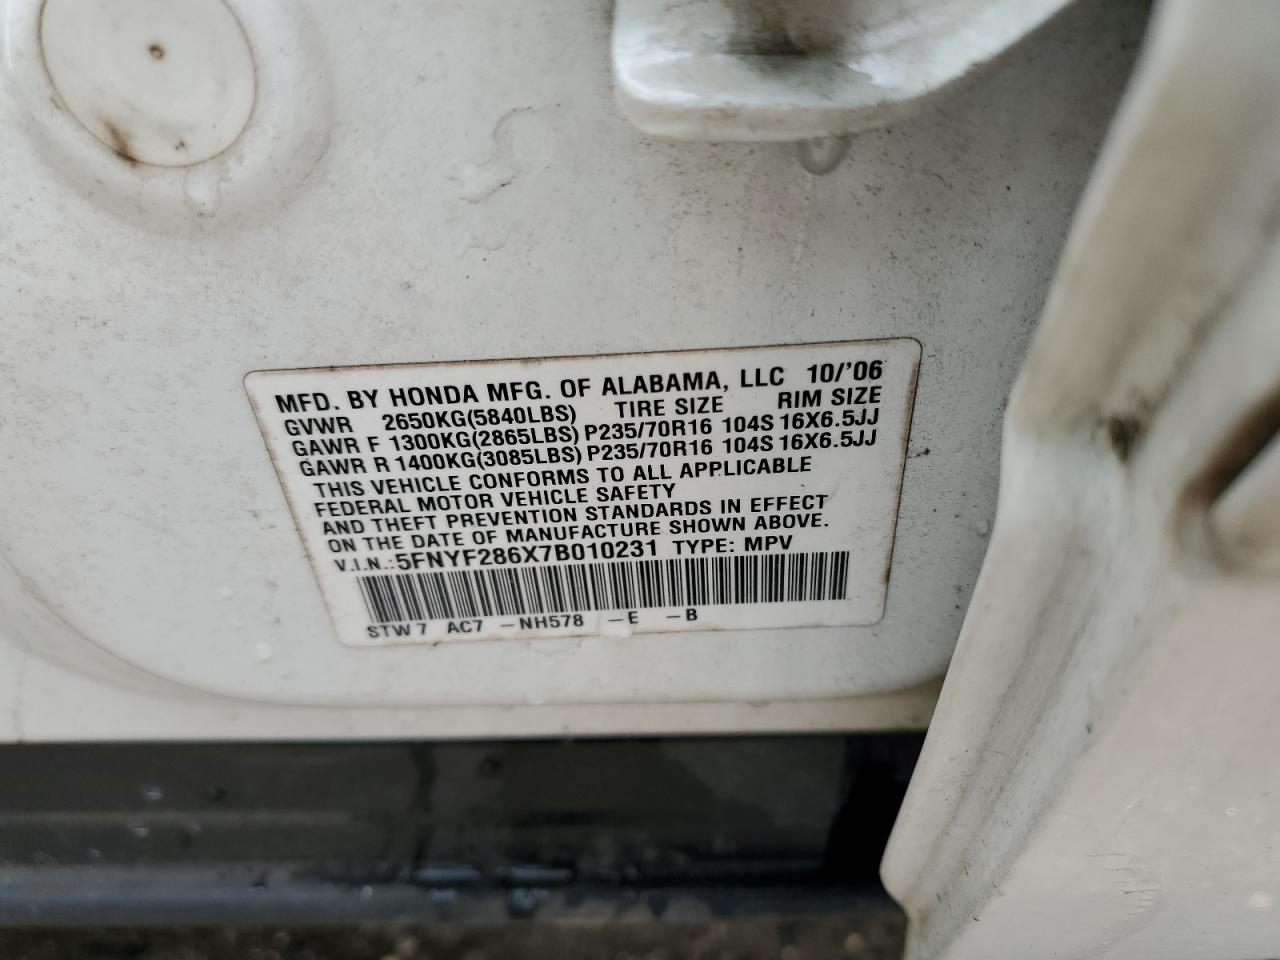 MFD. BY HONDA MFG. OF ALABAMA, LLC 10/'06
GVWR 2650KG(5840LBS) TIRE SIZE RIM SIZE
GAWR F 1300KG(2865LBS) P235/70R16 104S 16X6.5JJ
GAWR R 1400KG(3085LBS) P235/70R16 104S 16X6.5JJ
THIS VEHICLE CONFORMS TO ALL APPLICABLE
FEDERAL MOTOR VEHICLE SAFETY
AND THEFT PREVENTION STANDARDS IN EFFECT
ON THE DATE OF MANUFACTURE SHOWN ABOVE.
V.I.N.:5FNYF286X7B010231 TYPE: MPV
STW7 AC7 -NH578 -E -B